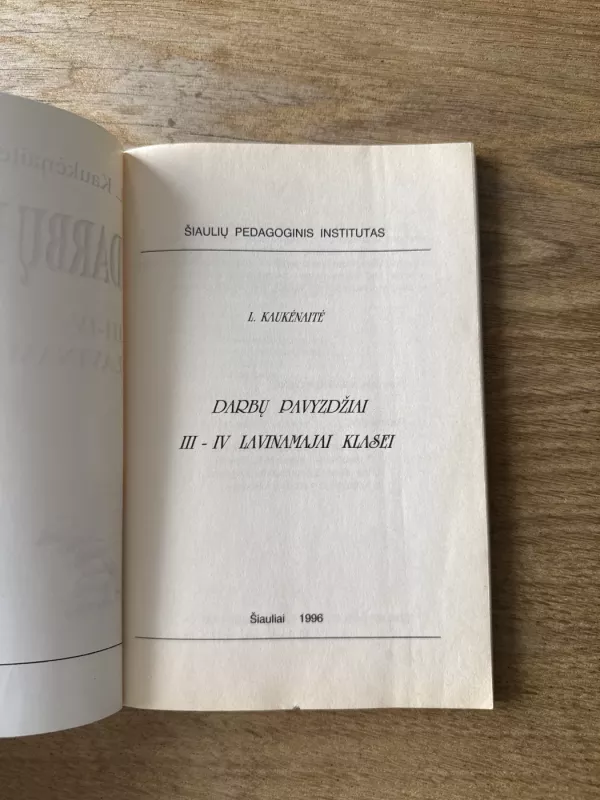 ŠIAULIŲ PEDAGOGINIS INSTITUTAS
L. KAUKĖNAITĖ
DARBŲ PAVYZDŽIAI
III - IV LAVINAMAJAI KLASEI
Šiauliai 1996